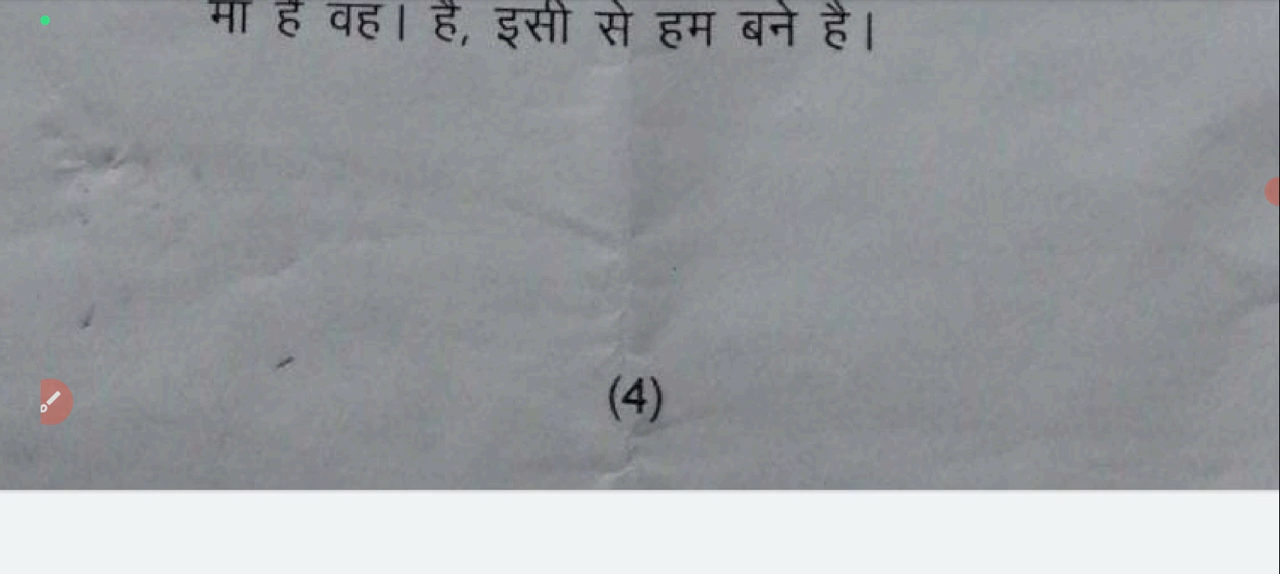 माँ है वह। है, इसी से हम बने है।
(4)